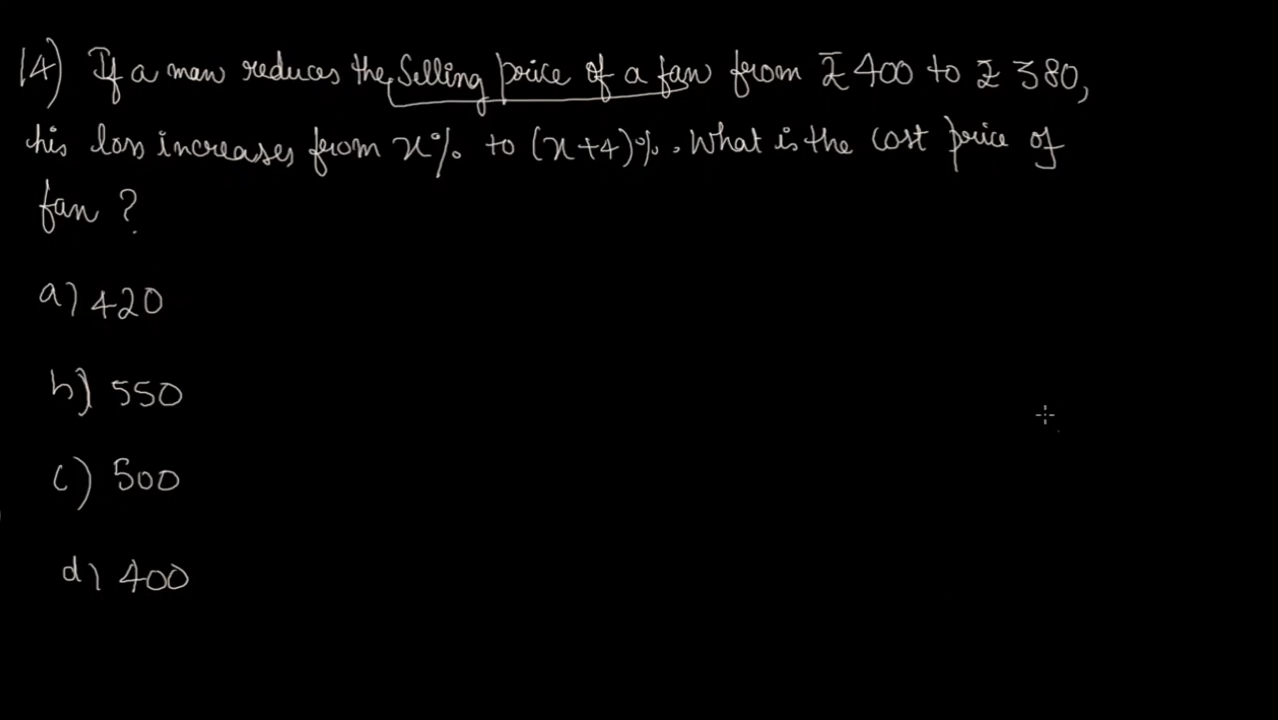 14) If a man reduces the selling price of a fan from ₹ 400 to ₹ 380,
his loss increases from x% to (x+4)%. What is the cost price of
fan ?
a) 420
b) 550
c) 500
d) 400